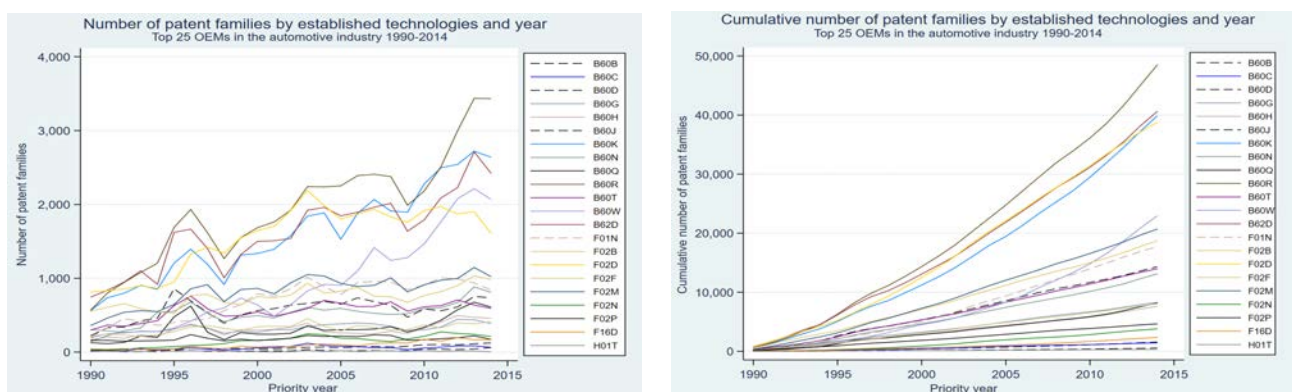 Number of patent families by established technologies and year
Top 25 OEMs in the automotive industry 1990-2014
Number of patent families
4,000
3,000
2,000
1,000
0
1990
1995
2000
2005
2010
2015
Priority year
B60B
B60C
B60D
B60G
B60H
B60J
B60K
B60N
B60Q
B60R
B60T
B60W
B62D
F01N
F02B
F02D
F02F
F02M
F02N
F02P
F16D
H01T
Cumulative number of patent families by established technologies and year
Top 25 OEMs in the automotive industry 1990-2014
Cumulative number of patent families
50,000
40,000
30,000
20,000
10,000
0
1990
1995
2000
2005
2010
2015
Priority year
B60B
B60C
B60D
B60G
B60H
B60J
B60K
B60N
B60Q
B60R
B60T
B60W
B62D
F01N
F02B
F02D
F02F
F02M
F02N
F02P
F16D
H01T